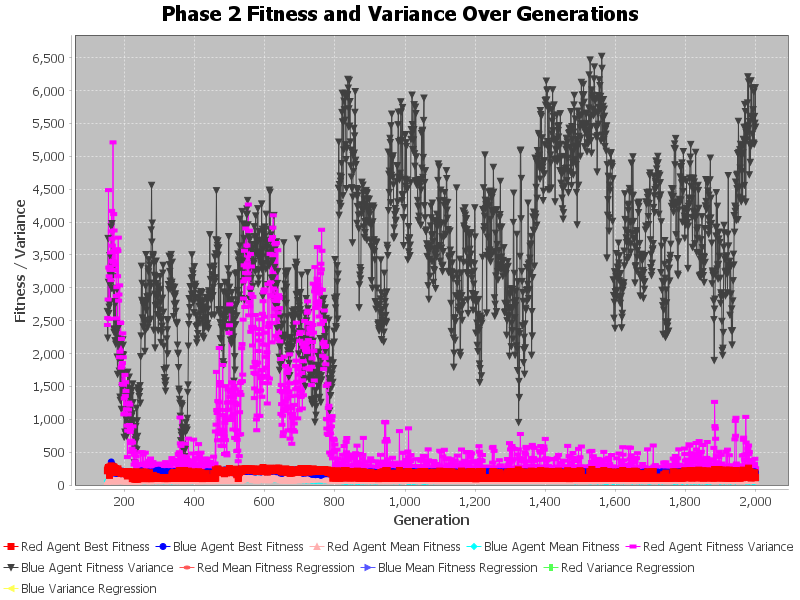 Phase 2 Fitness and Variance Over Generations
6,500
6,000
5,500
5,000
4,500
4,000
3,500
3,000
2,500
2,000
1,500
1,000
500
0
Fitness / Variance
200 400 600 800 1,000 1,200 1,400 1,600 1,800 2,000
Generation
Red Agent Best Fitness Blue Agent Best Fitness Red Agent Mean Fitness Blue Agent Mean Fitness Red Agent Fitness Variance
Blue Agent Fitness Variance Red Mean Fitness Regression Blue Mean Fitness Regression Red Variance Regression
Blue Variance Regression